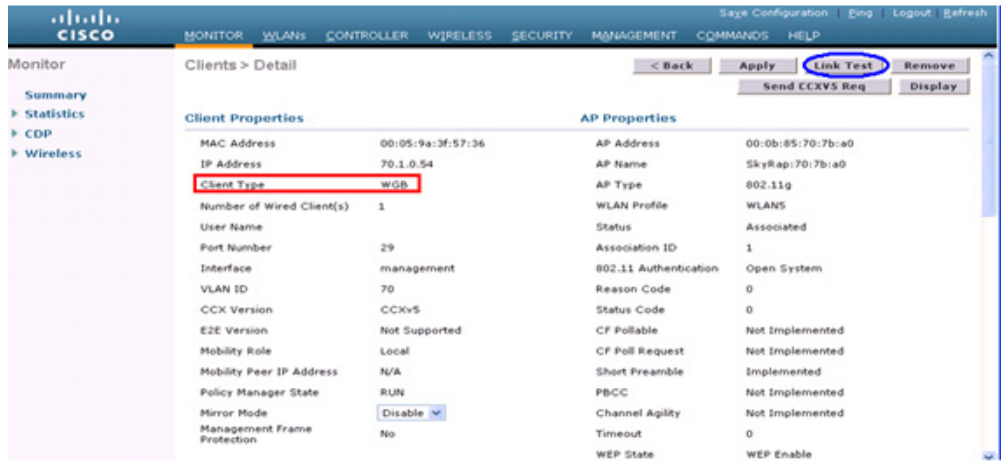 Save Configuration | Ping | Logout | Refresh
CISCO
MONITOR WLANs CONTROLLER WIRELESS SECURITY MANAGEMENT COMMANDS HELP
Monitor
Summary
Statistics
CDP
Wireless
Clients > Detail
< Back Apply Link Test Remove
Send CCXV5 Req Display
Client Properties
MAC Address 00:05:9a:3f:57:36
IP Address 70.1.0.54
Client Type WGB
Number of Wired Client(s) 1
User Name
Port Number 29
Interface management
VLAN ID 70
CCX Version CCXv5
E2E Version Not Supported
Mobility Role Local
Mobility Peer IP Address N/A
Policy Manager State RUN
Mirror Mode Disable
Management Frame
Protection No
AP Properties
AP Address 00:0b:85:70:7b:a0
AP Name SkyRap:70:7b:a0
AP Type 802.11g
WLAN Profile WLAN5
Status Associated
Association ID 1
802.11 Authentication Open System
Reason Code 0
Status Code 0
CF Pollable Not Implemented
CF Poll Request Not Implemented
Short Preamble Implemented
PBCC Not Implemented
Channel Agility Not Implemented
Timeout 0
WEP State WEP Enable